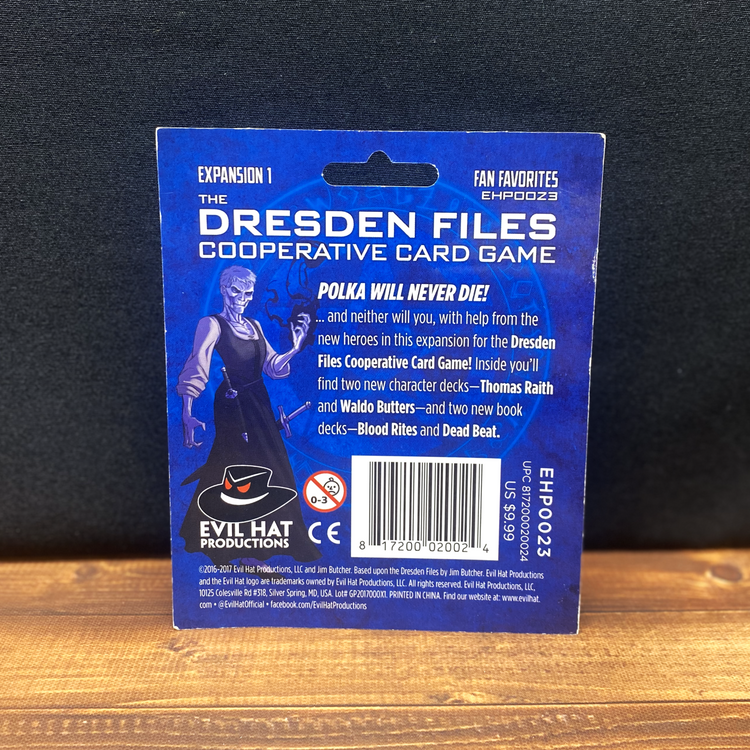 EXPANSION 1
FAN FAVORITES
EHP0023
THE
DRESDEN FILES
COOPERATIVE CARD GAME
POLKA WILL NEVER DIE!
... and neither will you, with help from the
new heroes in this expansion for the Dresden
Files Cooperative Card Game! Inside you'll
find two new character decks—Thomas Raith
and Waldo Butters—and two new book
decks—Blood Rites and Dead Beat.
0-3
CE
EVIL HAT
PRODUCTIONS
8 17200 02002 4
EHP0023
UPC 817200020024
US $9.99
©2016-2017 Evil Hat Productions, LLC and Jim Butcher. Based upon the Dresden Files by Jim Butcher. Evil Hat Productions
and the Evil Hat logo are trademarks owned by Evil Hat Productions, LLC. All rights reserved. Evil Hat Productions, LLC,
10125 Colesville Rd #318, Silver Spring, MD, USA. Lot# GP2017000X1. PRINTED IN CHINA. Find our website at: www.evilhat.
com • @EvilHatOfficial • facebook.com/EvilHatProductions